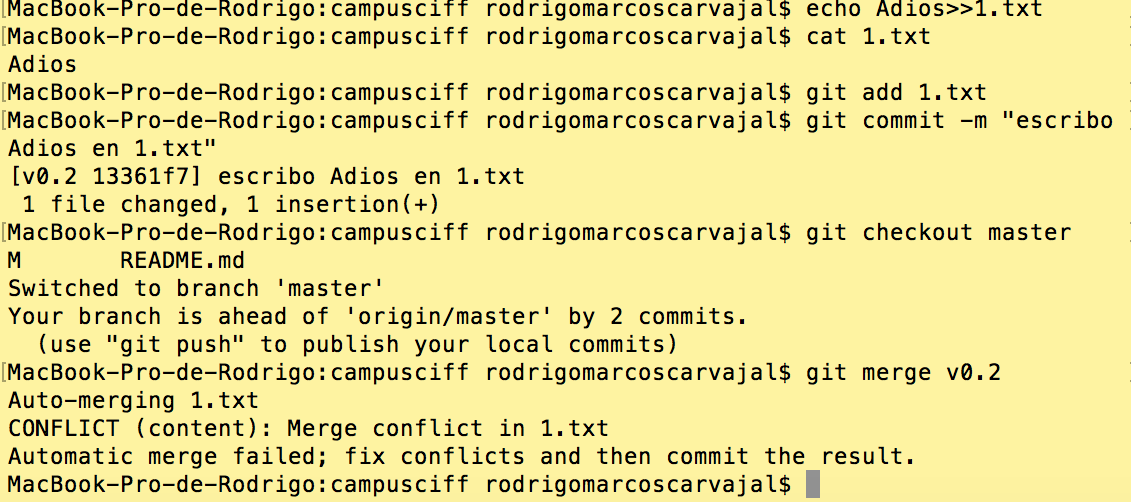 MacBook-Pro-de-Rodrigo:campusciff rodrigomarcoscarvajal$ echo Adios>>1.txt
[MacBook-Pro-de-Rodrigo:campusciff rodrigomarcoscarvajal$ cat 1.txt
Adios
[MacBook-Pro-de-Rodrigo:campusciff rodrigomarcoscarvajal$ git add 1.txt
[MacBook-Pro-de-Rodrigo:campusciff rodrigomarcoscarvajal$ git commit -m "escribo
Adios en 1.txt"
[v0.2 13361f7] escribo Adios en 1.txt
 1 file changed, 1 insertion(+)
[MacBook-Pro-de-Rodrigo:campusciff rodrigomarcoscarvajal$ git checkout master
M       README.md
Switched to branch 'master'
Your branch is ahead of 'origin/master' by 2 commits.
  (use "git push" to publish your local commits)
[MacBook-Pro-de-Rodrigo:campusciff rodrigomarcoscarvajal$ git merge v0.2
Auto-merging 1.txt
CONFLICT (content): Merge conflict in 1.txt
Automatic merge failed; fix conflicts and then commit the result.
MacBook-Pro-de-Rodrigo:campusciff rodrigomarcoscarvajal$